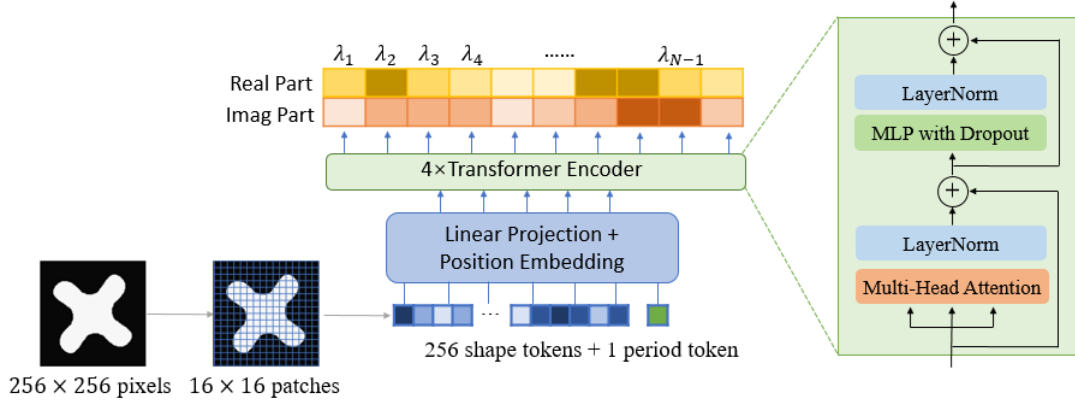 λ₁ λ₂ λ₃ λ₄ ...... λ_{N−1}
Real Part
Imag Part
4×Transformer Encoder
Linear Projection +
Position Embedding
...
256 shape tokens + 1 period token
256 × 256 pixels
16 × 16 patches
+
LayerNorm
MLP with Dropout
+
LayerNorm
Multi-Head Attention